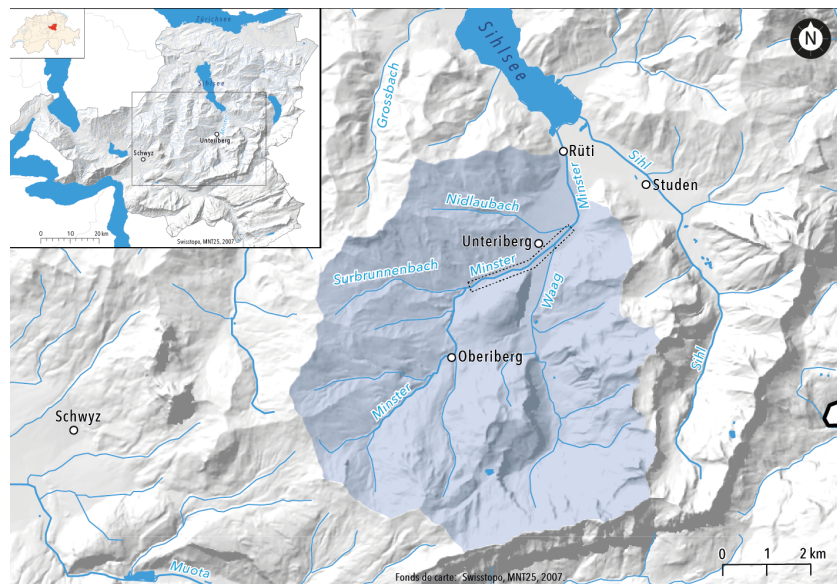 Zürichsee
Sihlsee
Unteriberg
Schwyz
0
20 km
Swisstopo, MNT25, 2007.
N
Sihlsee
Grossbach
Rüti
Sihl
Minster
Studen
Nidlaubach
Unteriberg
Surbrunnenbach
Minster
Waag
Oberiberg
Sihl
Minster
Schwyz
Muota
0 1 2 km
Fonds de carte: Swisstopo, MNT25, 2007.